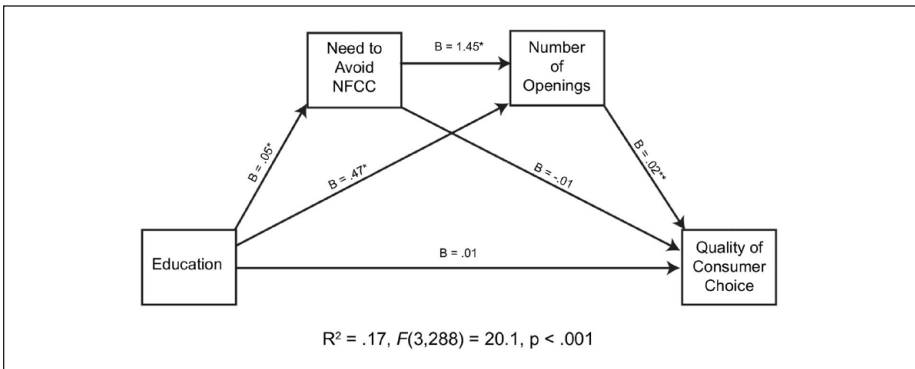 Need to
Avoid
NFCC
B = 1.45*
Number
of
Openings
B = .05*
B = .47*
B = -.01
B = .02**
Education
B = .01
Quality of
Consumer
Choice
R² = .17, F(3,288) = 20.1, p < .001